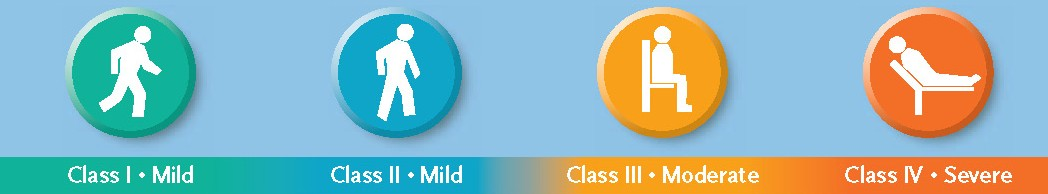 Class I • Mild
Class II • Mild
Class III • Moderate
Class IV • Severe